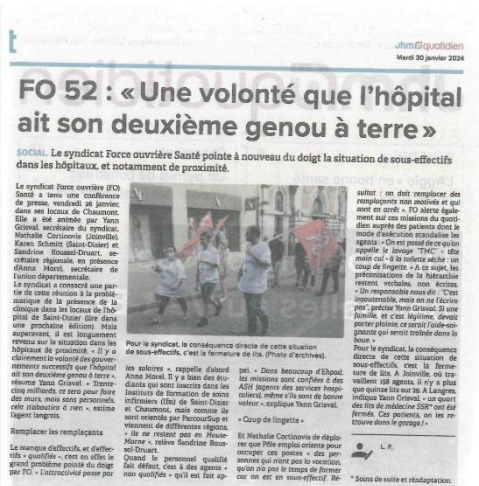 jhm quotidien
Mardi 30 janvier 2024
FO 52 : « Une volonté que l'hôpital
ait son deuxième genou à terre »
SOCIAL. Le syndicat Force ouvrière Santé pointe à nouveau du doigt la situation de sous-effectifs
dans les hôpitaux, et notamment de proximité.
Le syndicat Force ouvrière (FO)
Santé a tenu une conférence
de presse, vendredi 26 janvier,
dans ses locaux de Chaumont.
Elle a été animée par Yann
Grisval, secrétaire du syndicat,
Nathalie Cortinovis (Joinville),
Karen Schmitt (Saint-Dizier) et
Sandrine Roussel-Druart, se-
crétaire régionale, en présence
d'Anna Morel, secrétaire de
l'union départementale.
Le syndicat a consacré une par-
tie de cette réunion à la problé-
matique de la présence de la
clinique dans les locaux de l'hô-
pital de Saint-Dizier (lire dans
une prochaine édition). Mais
auparavant, il est longuement
revenu sur la situation dans les
hôpitaux de proximité. « Il y a
clairement la volonté des gouver-
nements successifs que l'hôpital
ait son deuxième genou à terre »,
résume Yann Grisval. « Trente-
cinq milliards, ce sera pour faire
des murs, mais sans personnels,
cela n'aboutira à rien », estime
l'agent langrois.
Remplacer les remplaçants
Le manque d'effectifs, et d'effec-
tifs « qualifiés », c'est en effet le
grand problème pointé du doigt
par FO. « L'attractivité passe par
Pour le syndicat, la conséquence directe de cette situation
de sous-effectifs, c'est la fermeture de lits. (Photo d'archives).
les salaires », rappelle d'abord
Anna Morel. Il y a bien des étu-
diants qui sont inscrits dans les
Instituts de formation de soins
infirmiers (Ifsi) de Saint-Dizier
et Chaumont, mais comme ils
sont orientés par ParcourSup et
viennent de différentes régions,
« ils ne restent pas en Haute-
Marne », relève Sandrine Rous-
sel-Druart.
Quand le personnel qualifié
fait défaut, c'est à des agents «
non qualifiés » qu'il est fait ap-
pel. « Dans beaucoup d'Ehpad,
les missions sont confiées à des
ASH (agents des services hospi-
taliers), même s'ils sont de bonne
volonté », explique Yann Grisval.
« Coup de lingette »
Et Nathalie Cortinovis de déplo-
rer que Pôle emploi oriente pour
occuper ces postes « des per-
sonnes qui n'ont pas la vocation,
qu'on n'a pas le temps de former
car on est en sous-effectif. Ré-
sultat : on doit remplacer des
remplaçants non motivés et qui
sont en arrêt ». FO alerte égale-
ment sur ces missions du quoti-
dien auprès des patients dont le
mode d'exécution scandalise les
agents : « On est passé de ce qu'on
appelle le lavage "TMC" « tête
main cul » à la toilette sèche : un
coup de lingette. » A ce sujet, les
préconisations de la hiérarchie
restent verbales, non écrites.
« Un responsable nous dit : "C'est
insoutenable, mais on ne l'écrira
pas", précise Yann Grisval. Si une
famille, et c'est légitime, devait
porter plainte, ce serait l'aide-soi-
gnante qui serait traînée dans la
boue. »
Pour le syndicat, la conséquence
directe de cette situation de
sous-effectifs, c'est la ferme-
ture de lits. A Joinville, où tra-
vaillent 158 agents, il n'y a plus
que quinze lits sur 25. A Langres,
indique Yann Grisval, « un quart
des lits de médecine SSR* ont été
fermés. Ces patients, on les re-
trouve dans le garage ! »
L. F.
* Soins de suite et réadaptation.